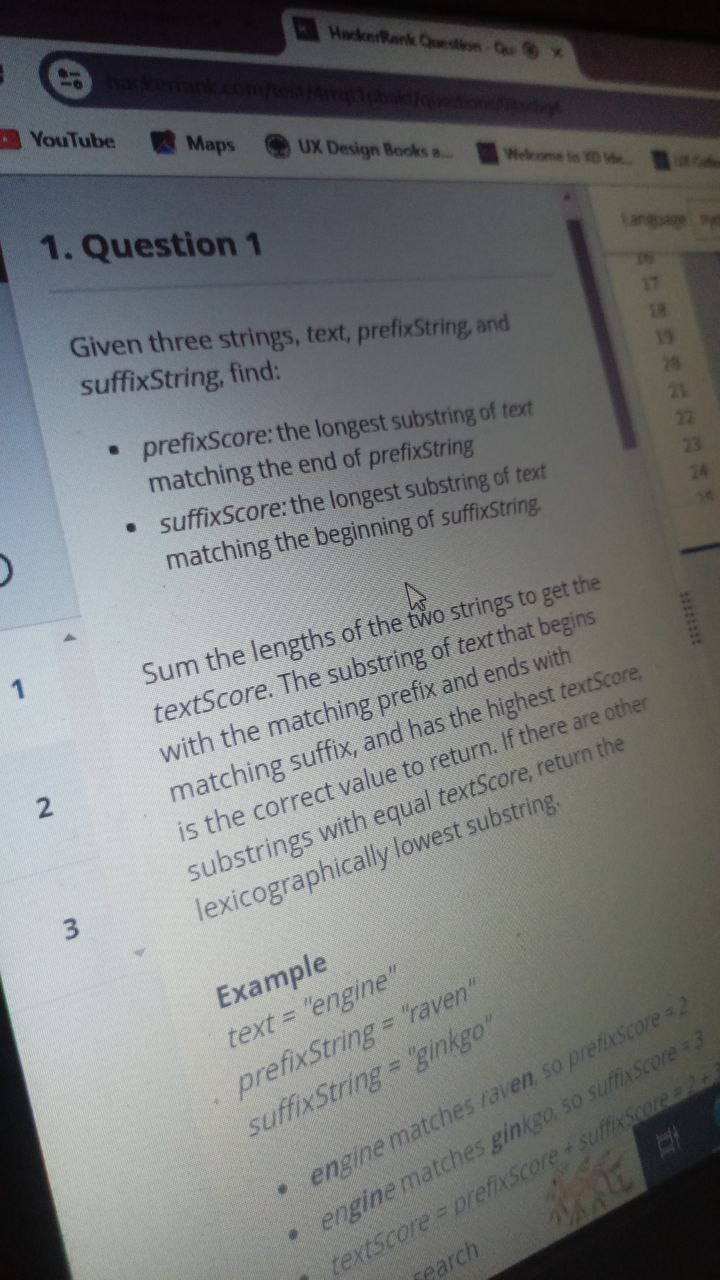 HackerRank Question - Qu
YouTube
Maps
UX Design Books a...
Welcome to XD
Language
1. Question 1
Given three strings, text, prefixString, and
suffixString, find:
• prefixScore: the longest substring of text
matching the end of prefixString
• suffixScore: the longest substring of text
matching the beginning of suffixString.
Sum the lengths of the two strings to get the
textScore. The substring of text that begins
with the matching prefix and ends with
matching suffix, and has the highest textScore,
is the correct value to return. If there are other
substrings with equal textScore, return the
lexicographically lowest substring.
Example
text = "engine"
prefixString = "raven"
suffixString = "ginkgo"
• engine matches raven, so prefixScore = 2
• engine matches ginkgo, so suffixScore = 3
• textScore = prefixScore + suffixScore = 2 + 3
search
1
2
3
17
18
19
20
21
22
23
24